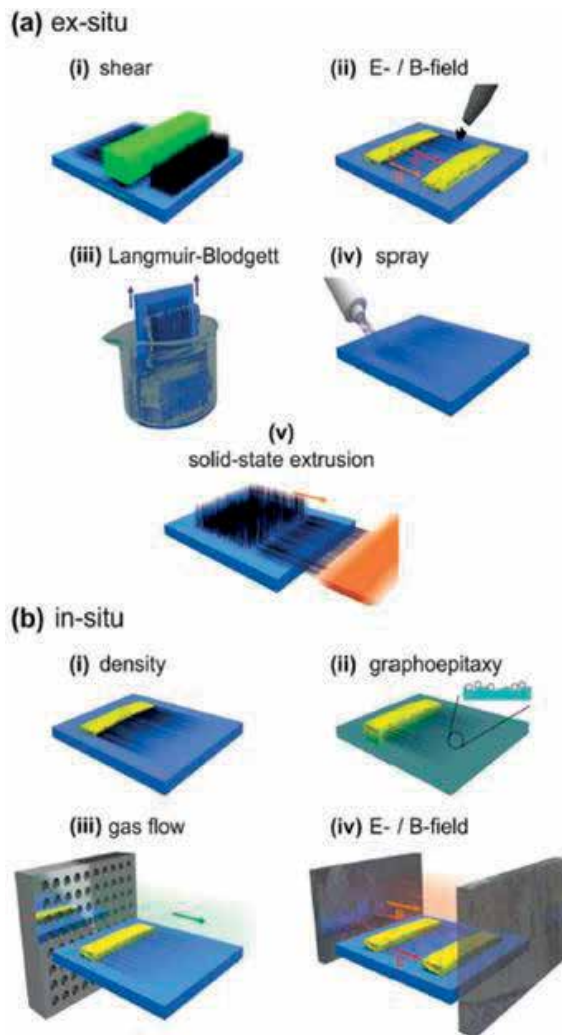 (a) ex-situ
(i) shear
(ii) E- / B-field
(iii) Langmuir-Blodgett
(iv) spray
(v)
solid-state extrusion
(b) in-situ
(i) density
(ii) graphoepitaxy
(iii) gas flow
(iv) E- / B-field